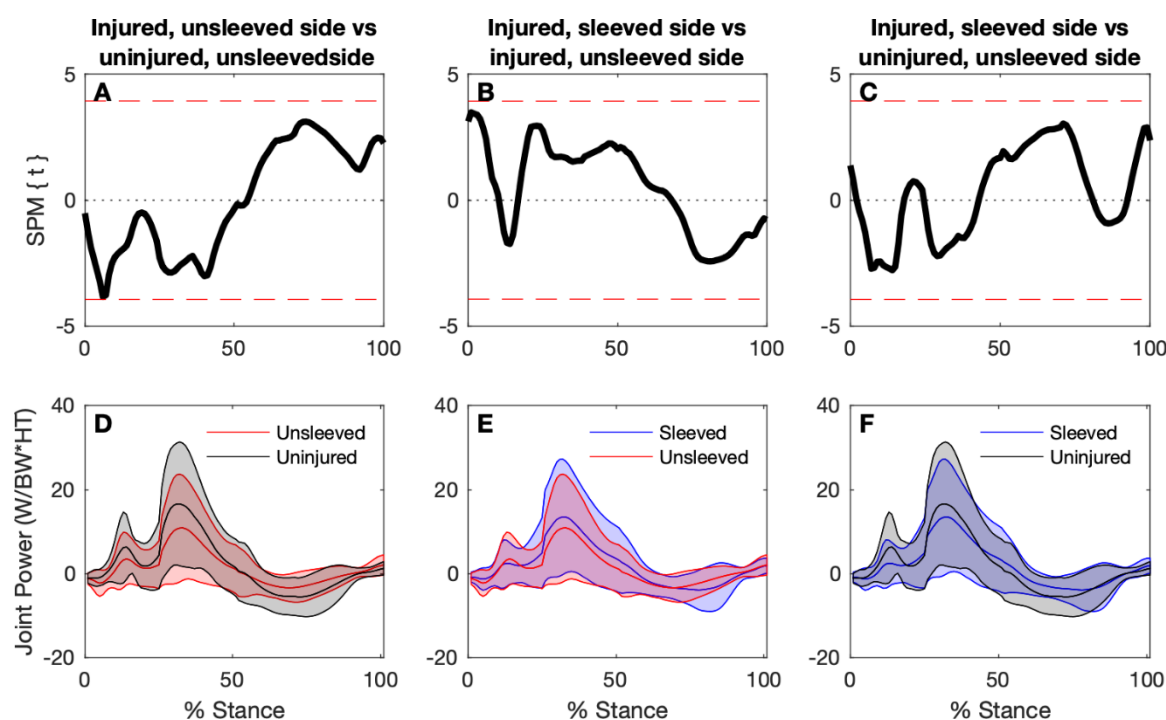 Injured, unsleeved side vs
uninjured, unsleevedside
Injured, sleeved side vs
injured, unsleeved side
Injured, sleeved side vs
uninjured, unsleeved side
A
B
C
5
0
-5
SPM { t }
0
50
100
5
0
-5
0
50
100
5
0
-5
0
50
100
D
E
F
Unsleeved
Uninjured
Sleeved
Unsleeved
Sleeved
Uninjured
40
20
0
-20
Joint Power (W/BW*HT)
0
50
100
% Stance
40
20
0
-20
0
50
100
% Stance
40
20
0
-20
0
50
100
% Stance